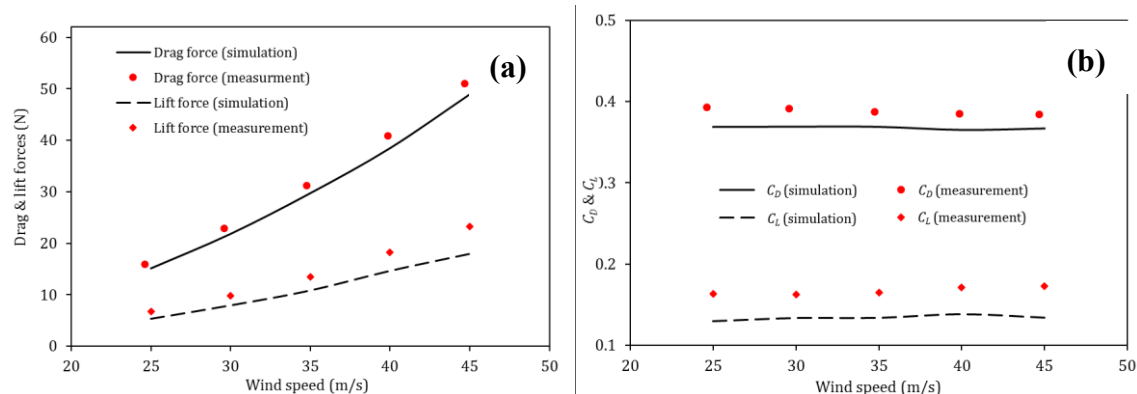 60
50
40
30
20
10
0
Drag & lift forces (N)
Drag force (simulation)
Drag force (measurment)
Lift force (simulation)
Lift force (measurement)
(a)
20 25 30 35 40 45 50
Wind speed (m/s)
0.5
0.4
0.3
0.2
0.1
C_D & C_L
(b)
C_D (simulation) C_D (measurement)
C_L (simulation) C_L (measurement)
20 25 30 35 40 45 50
Wind speed (m/s)